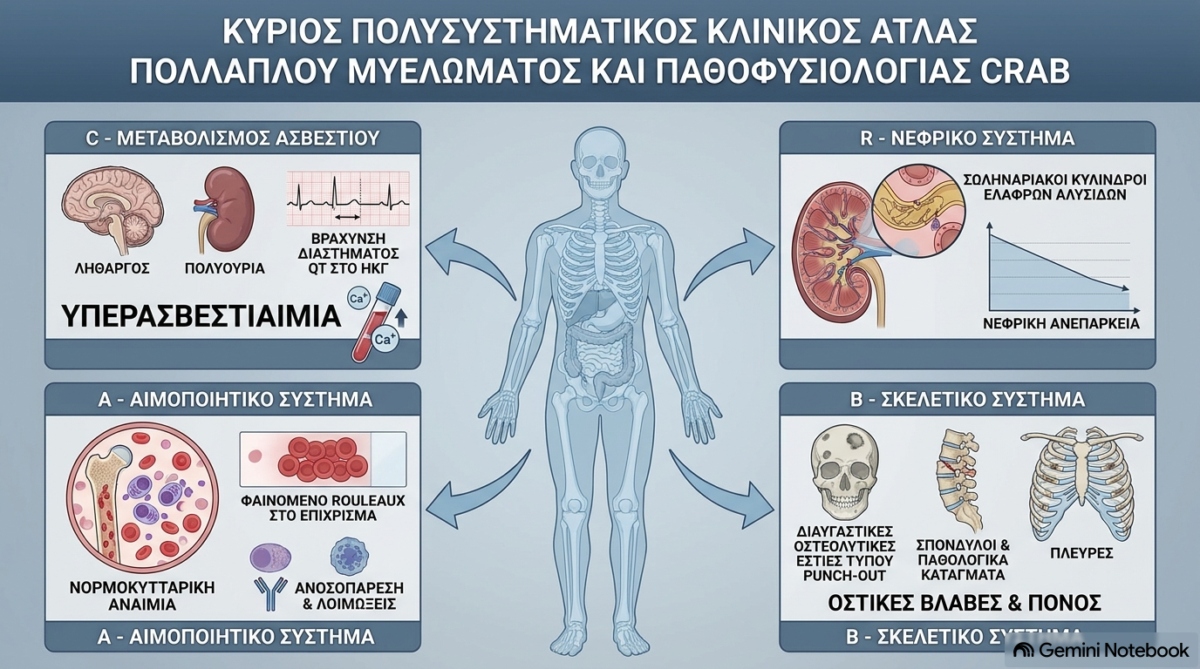 ΚΥΡΙΟΣ ΠΟΛΥΣΥΣΤΗΜΑΤΙΚΟΣ ΚΛΙΝΙΚΟΣ ΑΤΛΑΣ
ΠΟΛΛΑΠΛΟΥ ΜΥΕΛΩΜΑΤΟΣ ΚΑΙ ΠΑΘΟΦΥΣΙΟΛΟΓΙΑΣ CRAB
C - ΜΕΤΑΒΟΛΙΣΜΟΣ ΑΣΒΕΣΤΙΟΥ
ΛΗΘΑΡΓΟΣ
ΠΟΛΥΟΥΡΙΑ
ΒΡΑΧΥΝΣΗ
ΔΙΑΣΤΗΜΑΤΟΣ
QT ΣΤΟ ΗΚΓ
ΥΠΕΡΑΣΒΕΣΤΙΑΙΜΙΑ
Ca⁺
Ca⁺
R - ΝΕΦΡΙΚΟ ΣΥΣΤΗΜΑ
ΣΩΛΗΝΑΡΙΑΚΟΙ ΚΥΛΙΝΔΡΟΙ
ΕΛΑΦΡΩΝ ΑΛΥΣΙΔΩΝ
ΝΕΦΡΙΚΗ ΑΝΕΠΑΡΚΕΙΑ
A - ΑΙΜΟΠΟΙΗΤΙΚΟ ΣΥΣΤΗΜΑ
ΦΑΙΝΟΜΕΝΟ ROULEAUX
ΣΤΟ ΕΠΙΧΡΙΣΜΑ
ΝΟΡΜΟΚΥΤΤΑΡΙΚΗ
ΑΝΑΙΜΙΑ
ΑΝΟΣΟΠΑΡΕΣΗ
& ΛΟΙΜΩΞΕΙΣ
A - ΑΙΜΟΠΟΙΗΤΙΚΟ ΣΥΣΤΗΜΑ
B - ΣΚΕΛΕΤΙΚΟ ΣΥΣΤΗΜΑ
ΔΙΑΥΓΑΣΤΙΚΕΣ
ΟΣΤΕΟΛΥΤΙΚΕΣ
ΕΣΤΙΕΣ ΤΥΠΟΥ
PUNCH-OUT
ΣΠΟΝΔΥΛΟΙ &
ΠΑΘΟΛΟΓΙΚΑ
ΚΑΤΑΓΜΑΤΑ
ΠΛΕΥΡΕΣ
ΟΣΤΙΚΕΣ ΒΛΑΒΕΣ & ΠΟΝΟΣ
B - ΣΚΕΛΕΤΙΚΟ ΣΥΣΤΗΜΑ
Gemini Notebook